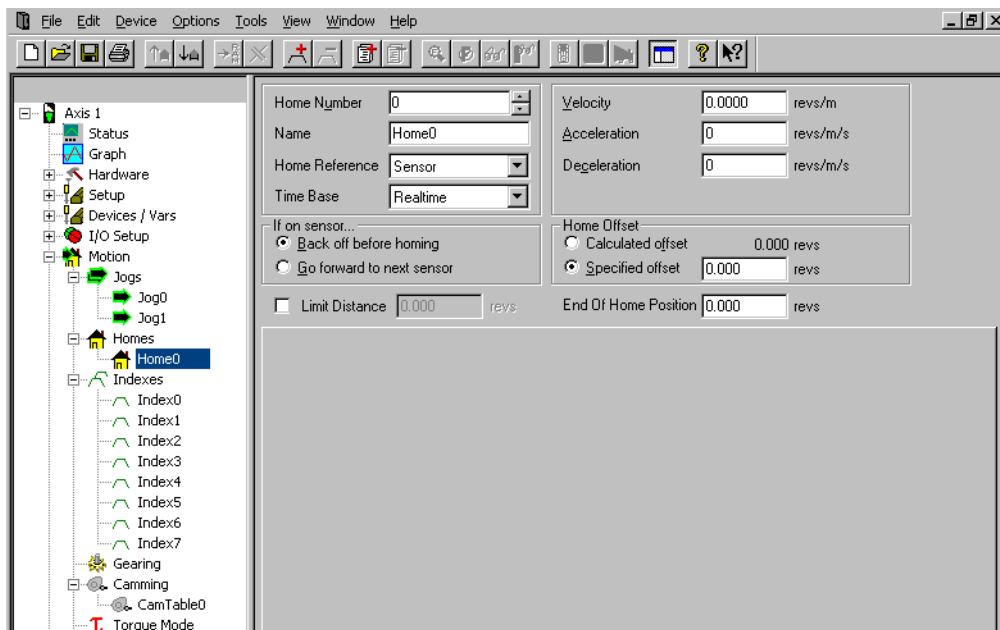 File Edit Device Options Tools View Window Help
Axis 1
Status
Graph
Hardware
Setup
Devices / Vars
I/O Setup
Motion
Jogs
Jog0
Jog1
Homes
Home0
Indexes
Index0
Index1
Index2
Index3
Index4
Index5
Index6
Index7
Gearing
Camming
CamTable0
Torque Mode
Home Number 0
Name Home0
Home Reference Sensor
Time Base Realtime
Velocity 0.0000 revs/m
Acceleration 0 revs/m/s
Deceleration 0 revs/m/s
If on sensor...
Back off before homing
Go forward to next sensor
Home Offset
Calculated offset 0.000 revs
Specified offset 0.000 revs
Limit Distance 0.000 revs
End Of Home Position 0.000 revs